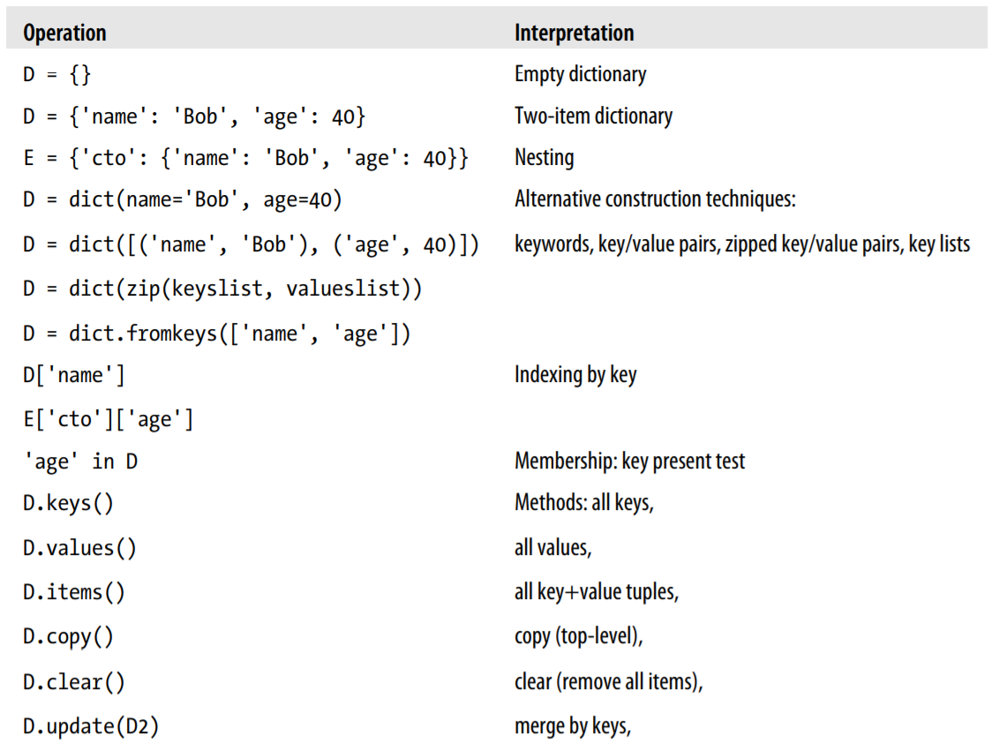 Operation Interpretation
D = {} Empty dictionary
D = {'name': 'Bob', 'age': 40} Two-item dictionary
E = {'cto': {'name': 'Bob', 'age': 40}} Nesting
D = dict(name='Bob', age=40) Alternative construction techniques:
D = dict([('name', 'Bob'), ('age', 40)]) keywords, key/value pairs, zipped key/value pairs, key lists
D = dict(zip(keyslist, valueslist))
D = dict.fromkeys(['name', 'age'])
D['name'] Indexing by key
E['cto']['age']
'age' in D Membership: key present test
D.keys() Methods: all keys,
D.values() all values,
D.items() all key+value tuples,
D.copy() copy (top-level),
D.clear() clear (remove all items),
D.update(D2) merge by keys,